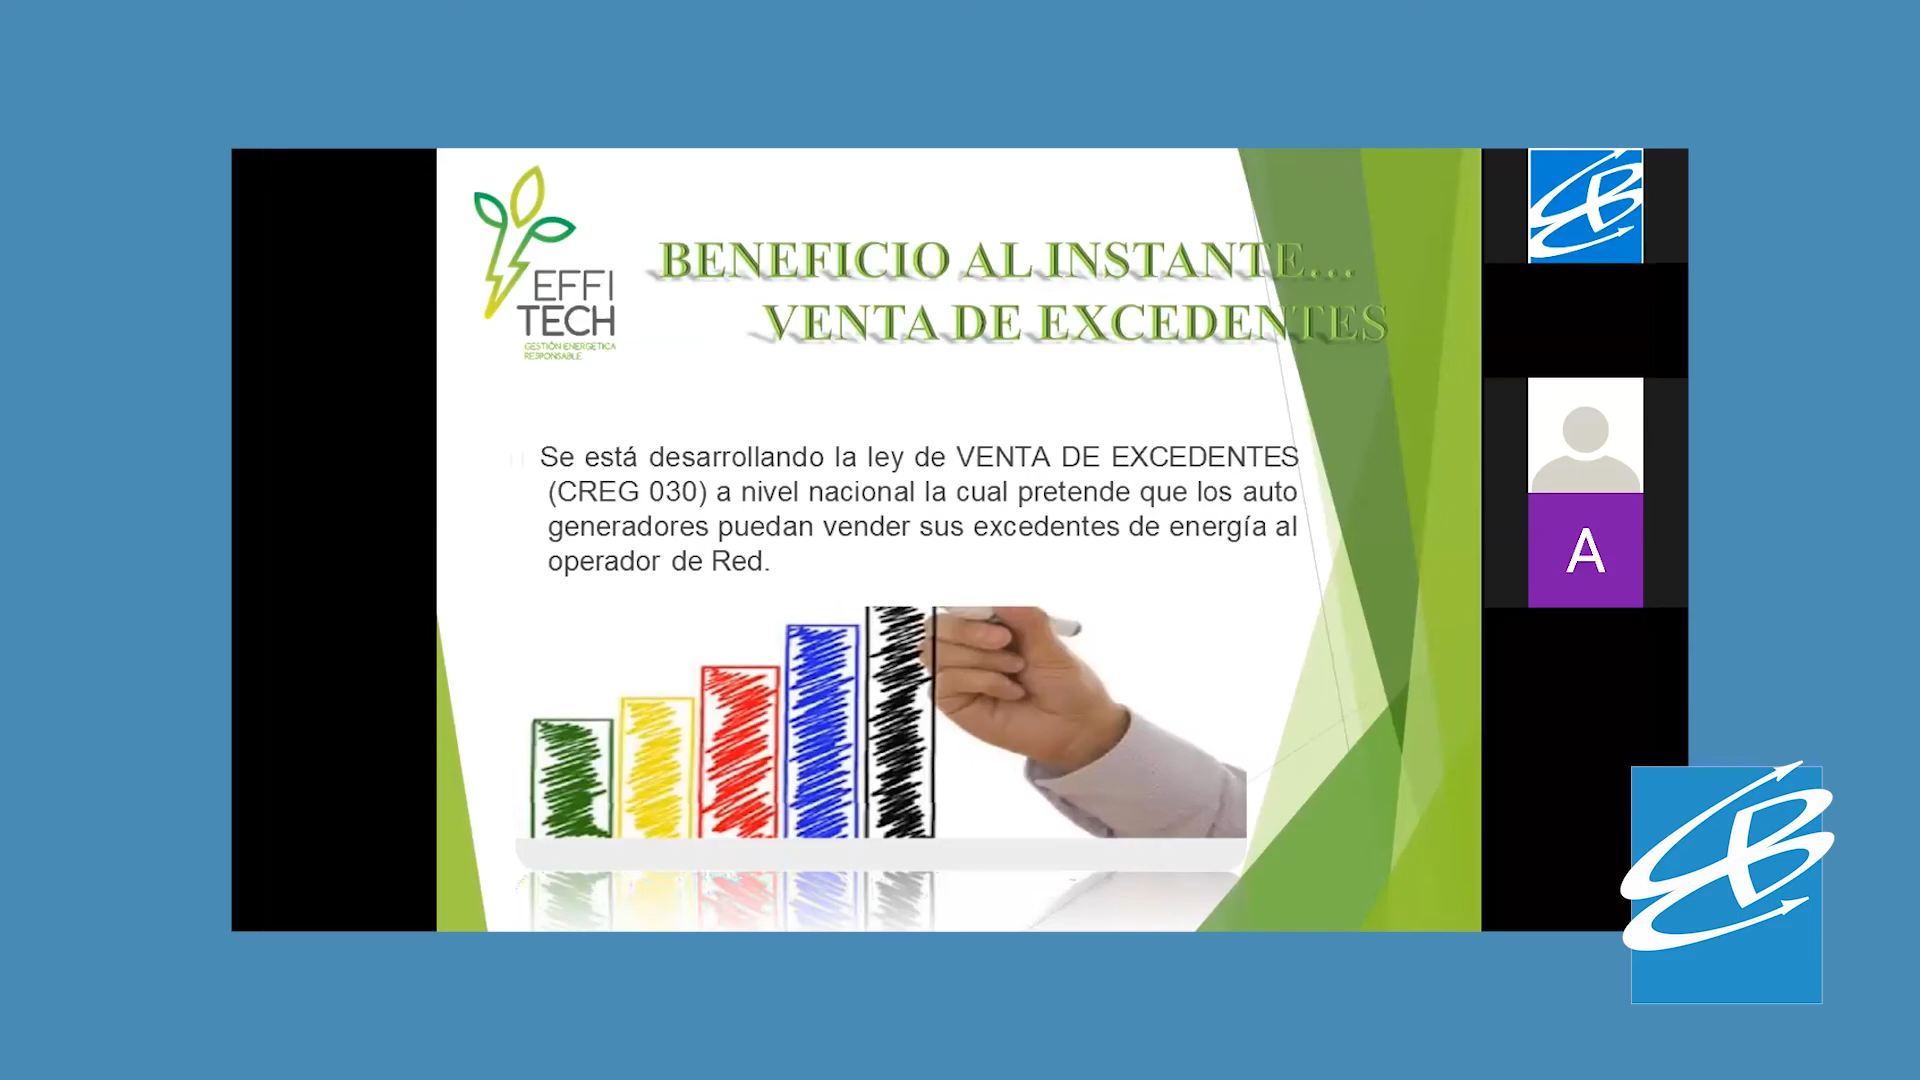 EFFI
TECH
GESTIÓN ENERGETICA
RESPONSABLE
BENEFICIO AL INSTANTE...
VENTA DE EXCEDENTES
Se está desarrollando la ley de VENTA DE EXCEDENTES
(CREG 030) a nivel nacional la cual pretende que los auto
generadores puedan vender sus excedentes de energía al
operador de Red.
B
A
B